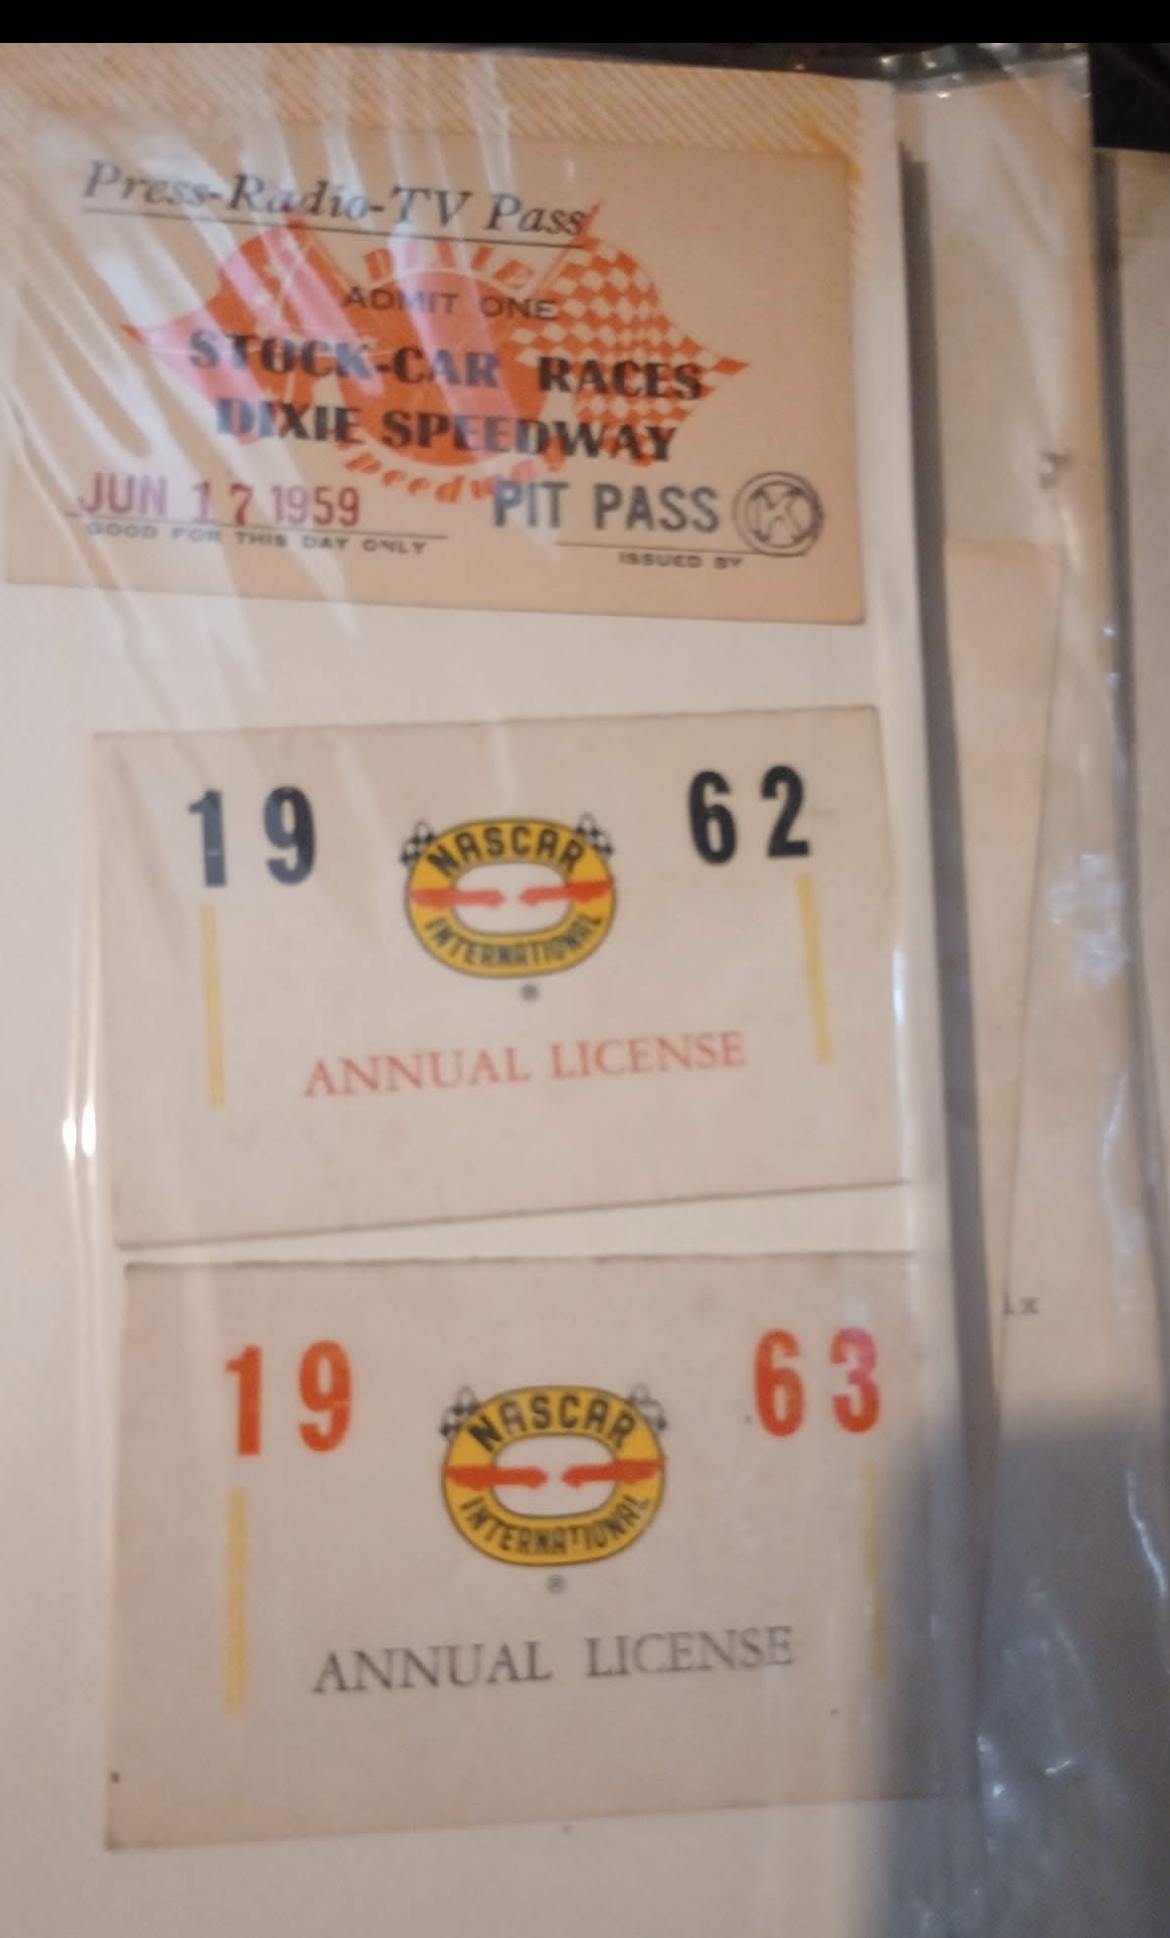 Press-Radio-TV Pass
DIXIE
ADMIT ONE
STOCK-CAR RACES
DIXIE SPEEDWAY
Speedway
JUN 17 1959 PIT PASS
GOOD FOR THIS DAY ONLY
ISSUED BY
19 62
NASCAR
INTERNATIONAL
®
ANNUAL LICENSE
19 63
NASCAR
INTERNATIONAL
®
ANNUAL LICENSE